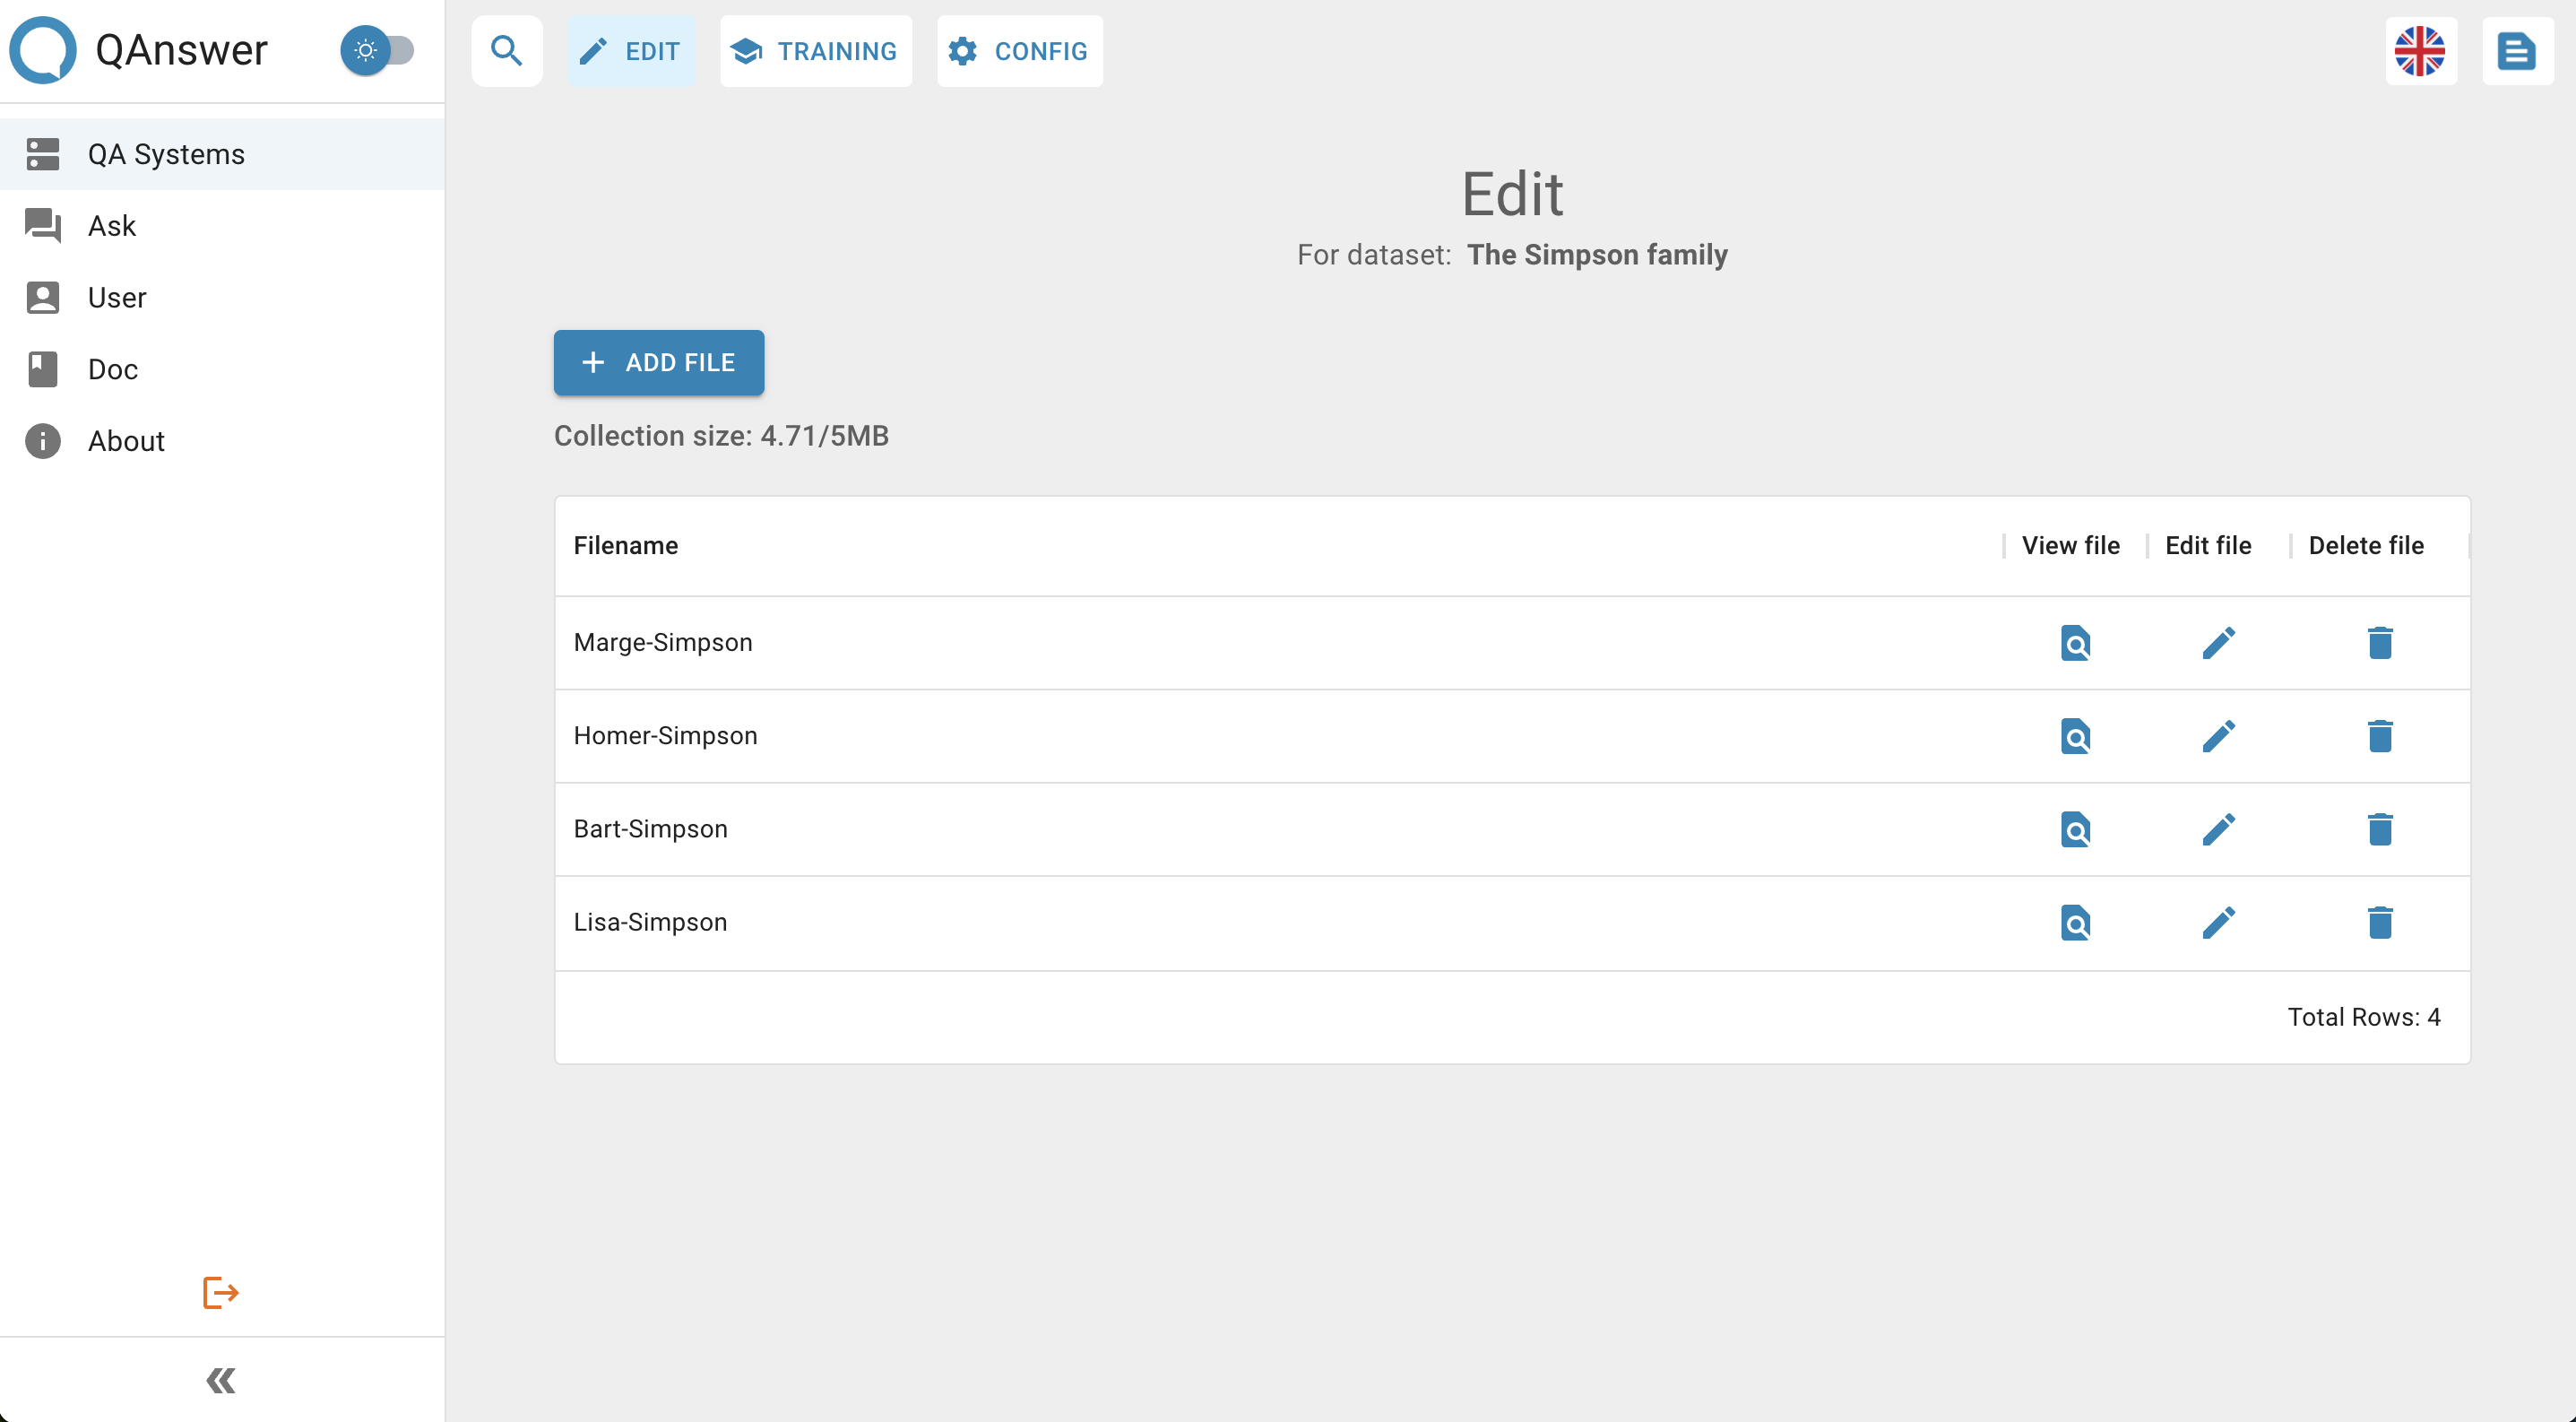 QAnswer
QA Systems
Ask
User
Doc
About
EDIT
TRAINING
CONFIG
Edit
For dataset: The Simpson family
ADD FILE
Collection size: 4.71/5MB
Filename View file Edit file Delete file
Marge-Simpson
Homer-Simpson
Bart-Simpson
Lisa-Simpson
Total Rows: 4